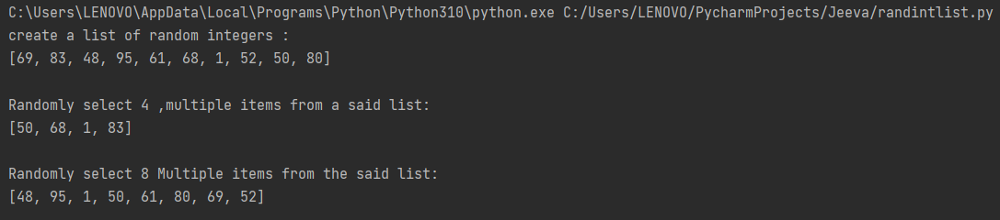 C:\Users\LENOVO\AppData\Local\Programs\Python\Python310\python.exe C:/Users/LENOVO/PycharmProjects/Jeeva/randintlist.py
create a list of random integers :
[69, 83, 48, 95, 61, 68, 1, 52, 50, 80]
Randomly select 4 ,multiple items from a said list:
[50, 68, 1, 83]
Randomly select 8 Multiple items from the said list:
[48, 95, 1, 50, 61, 80, 69, 52]